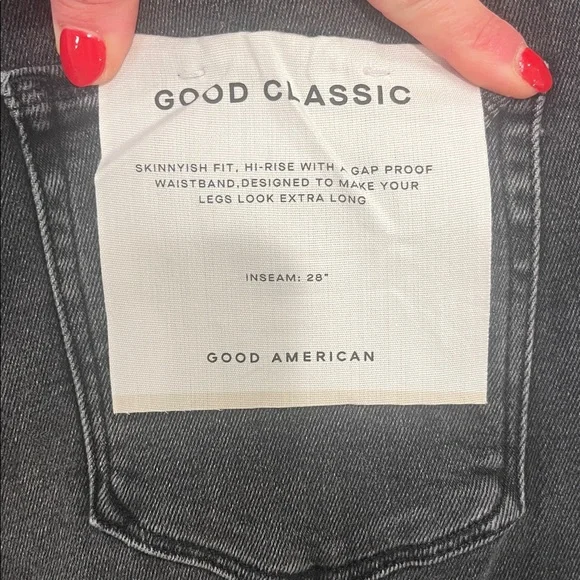 GOOD CLASSIC
SKINNYISH FIT, HI-RISE WITH A GAP PROOF
WAISTBAND,DESIGNED TO MAKE YOUR
LEGS LOOK EXTRA LONG
INSEAM: 28"
GOOD AMERICAN